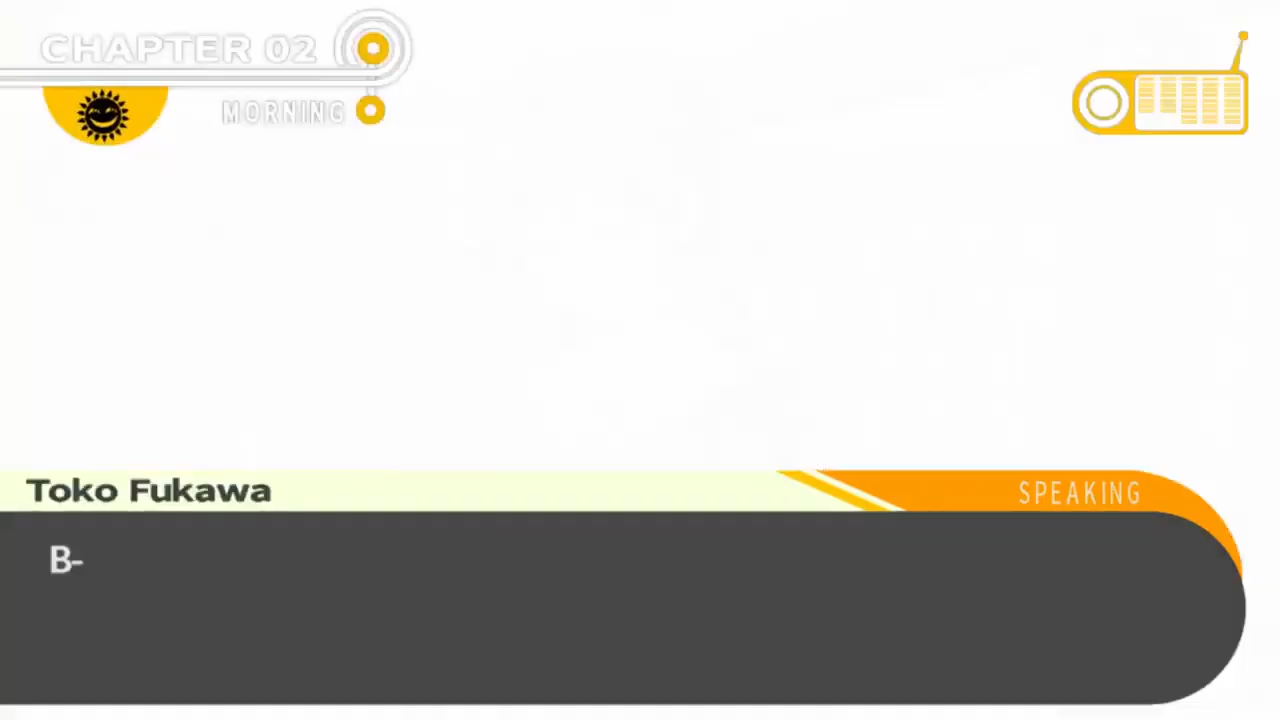 CHAPTER 02
MORNING
Toko Fukawa
SPEAKING
B-